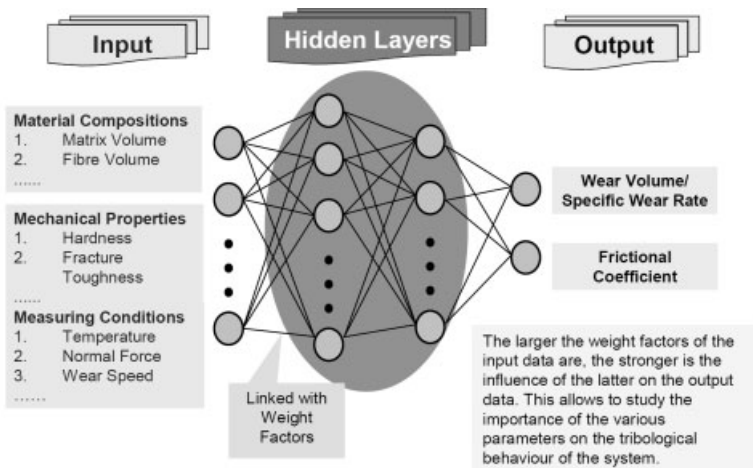 Input
Hidden Layers
Output
Material Compositions
1. Matrix Volume
2. Fibre Volume
......
Mechanical Properties
1. Hardness
2. Fracture
Toughness
......
Measuring Conditions
1. Temperature
2. Normal Force
3. Wear Speed
......
Linked with
Weight
Factors
Wear Volume/
Specific Wear Rate
Frictional
Coefficient
The larger the weight factors of the
input data are, the stronger is the
influence of the latter on the output
data. This allows to study the
importance of the various
parameters on the tribological
behaviour of the system.